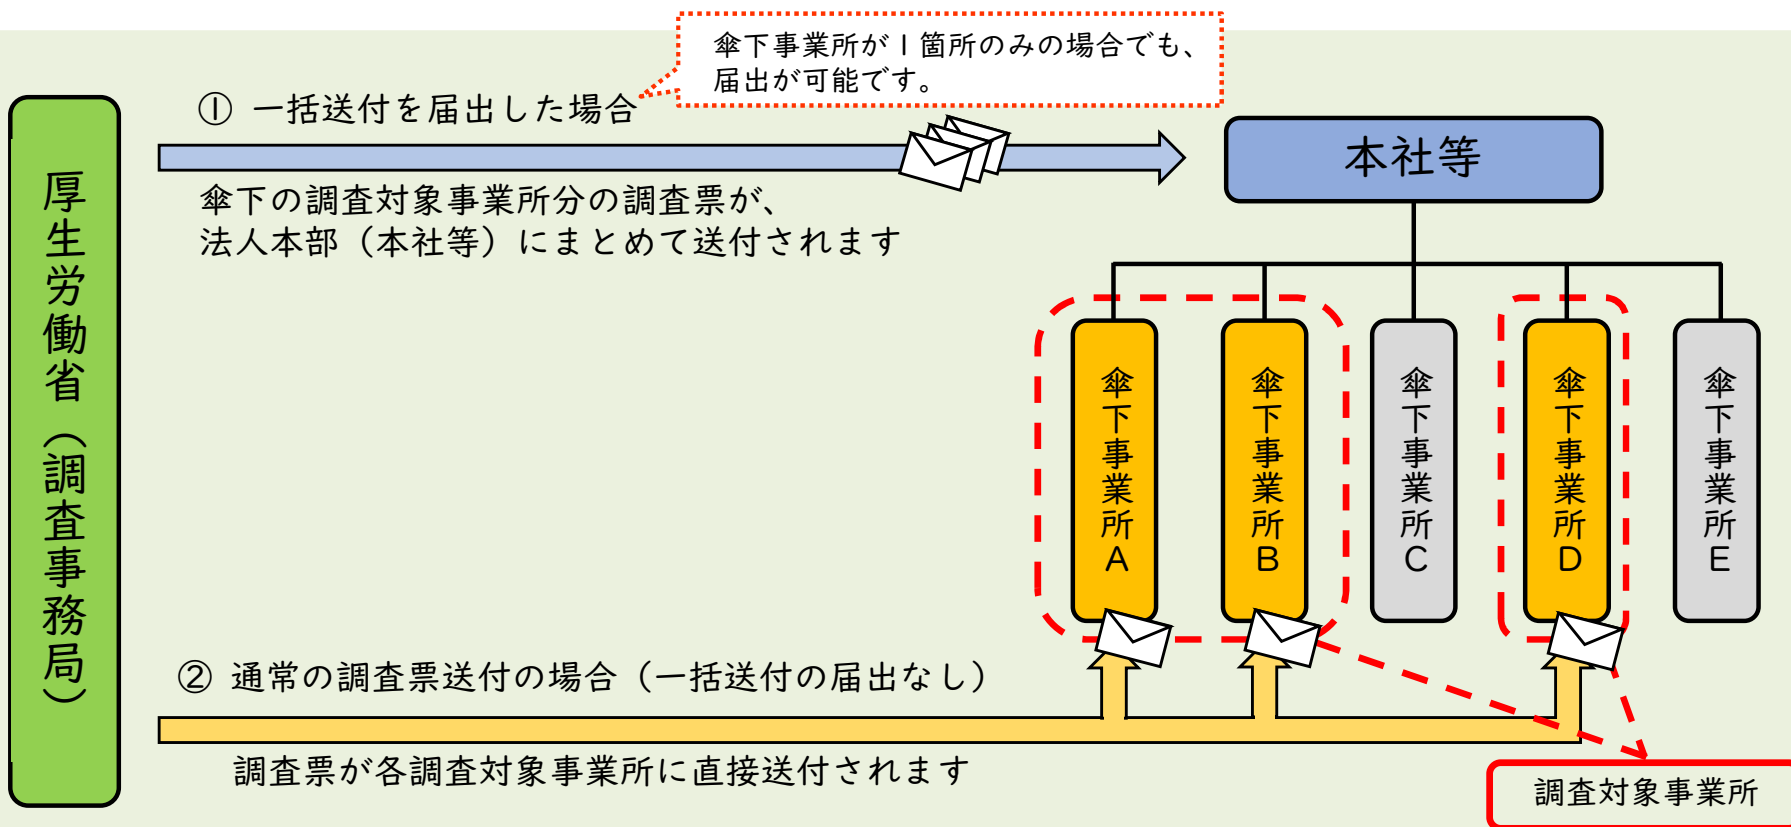 傘下事業所が1箇所のみの場合でも、
届出が可能です。
① 一括送付を届出した場合
本社等
傘下の調査対象事業所分の調査票が、
法人本部（本社等）にまとめて送付されます
厚生労働省（調査事務局）
傘下事業所A
傘下事業所B
傘下事業所C
傘下事業所D
傘下事業所E
② 通常の調査票送付の場合（一括送付の届出なし）
調査票が各調査対象事業所に直接送付されます
調査対象事業所